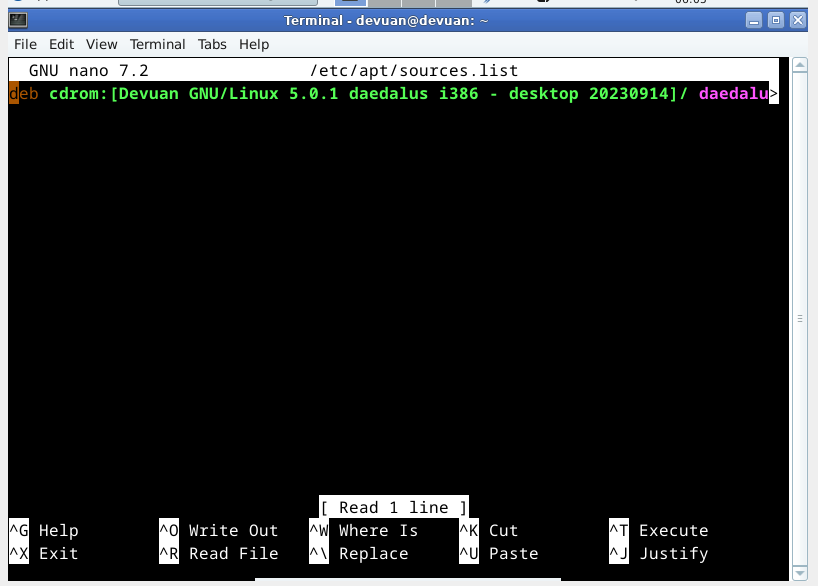 Terminal - devuan@devuan: ~
File Edit View Terminal Tabs Help
GNU nano 7.2 /etc/apt/sources.list
deb cdrom:[Devuan GNU/Linux 5.0.1 daedalus i386 - desktop 20230914]/ daedalu>
[ Read 1 line ]
^G Help ^O Write Out ^W Where Is ^K Cut ^T Execute
^X Exit ^R Read File ^\ Replace ^U Paste ^J Justify